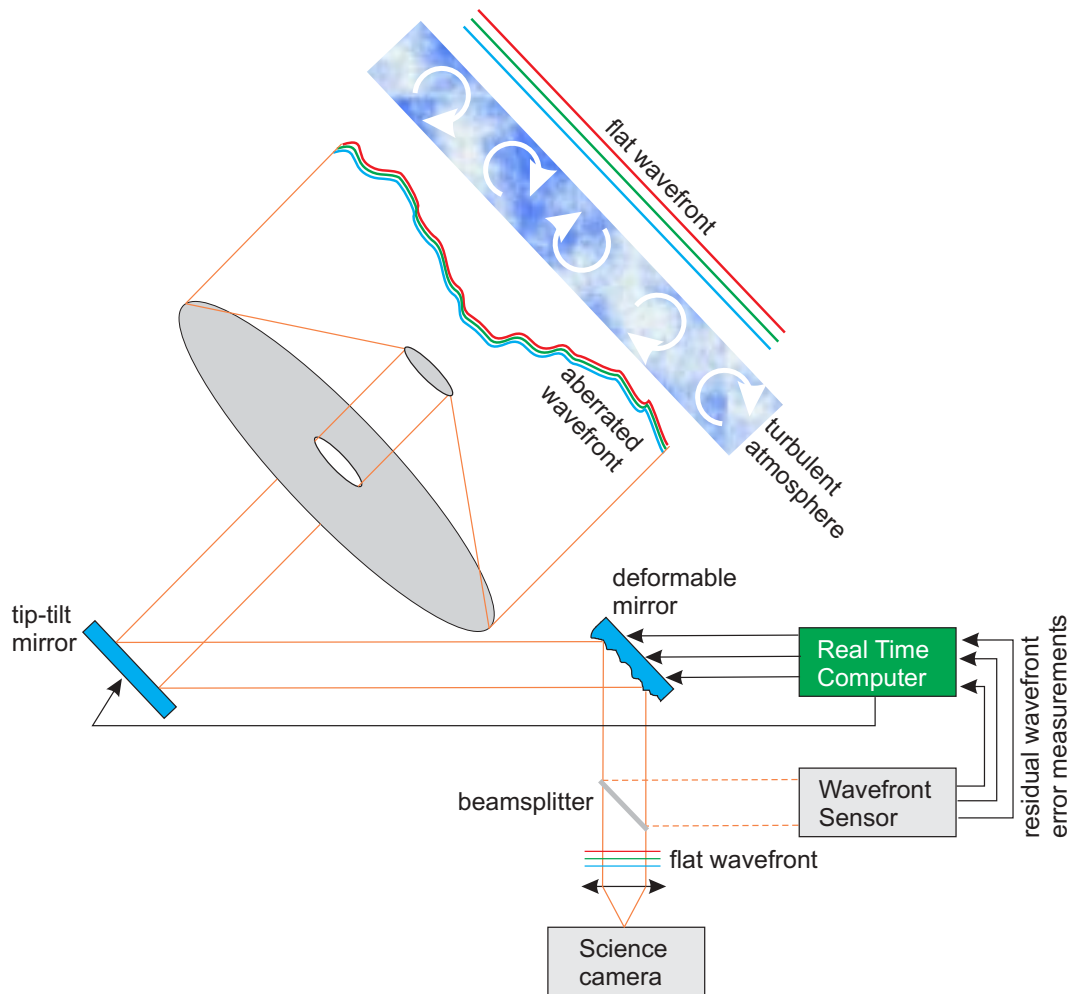 flat wavefront
aberrated
wavefront
turbulent
atmosphere
deformable
mirror
tip-tilt
mirror
Real Time
Computer
residual wavefront
error measurements
beamsplitter
Wavefront
Sensor
flat wavefront
Science
camera